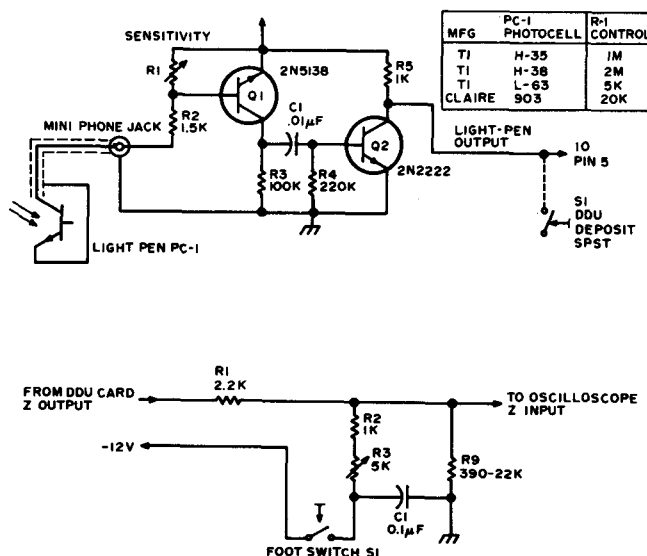 SENSITIVITY
R1
2N5138
Q1
R2
1.5K
MINI PHONE JACK
C1
.01µF
R5
1K
Q2
2N2222
R3
100K
R4
220K
LIGHT PEN PC-1
LIGHT-PEN
OUTPUT
IO
PIN 5
S1
DDU
DEPOSIT
SPST
MFG PC-1 PHOTOCELL R-1 CONTROL
TI H-35 1M
TI H-38 2M
TI L-63 5K
CLAIRE 903 20K
FROM DDU CARD
Z OUTPUT
R1
2.2K
TO OSCILLOSCOPE
Z INPUT
R2
1K
-12V
R3
5K
R9
390-22K
C1
0.1µF
FOOT SWITCH S1